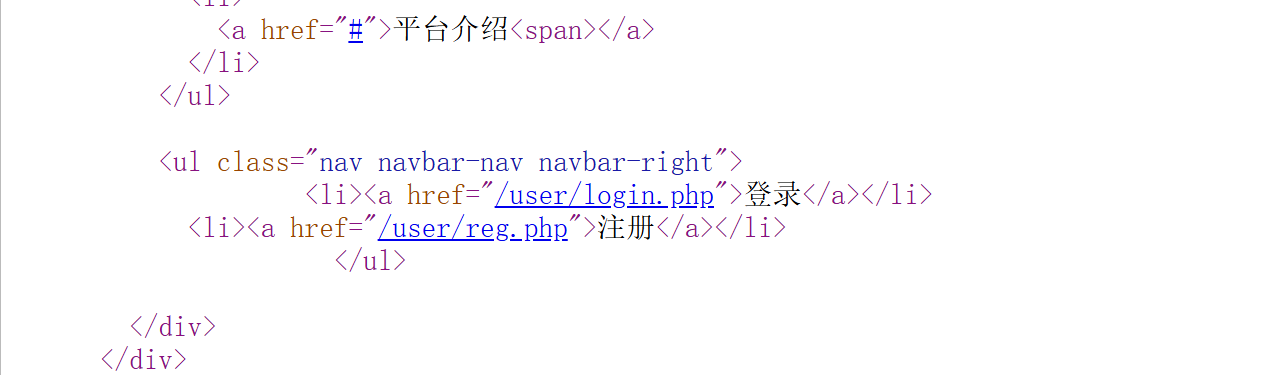 <li>
<a href="#">平台介绍<span></a>
</li>
</ul>
<ul class="nav navbar-nav navbar-right">
<li><a href="/user/login.php">登录</a></li>
<li><a href="/user/reg.php">注册</a></li>
</ul>
</div>
</div>